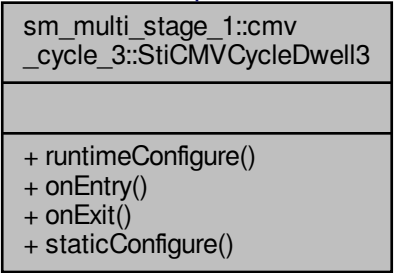 sm_multi_stage_1::cmv
_cycle_3::StiCMVCycleDwell3
+ runtimeConfigure()
+ onEntry()
+ onExit()
+ staticConfigure()